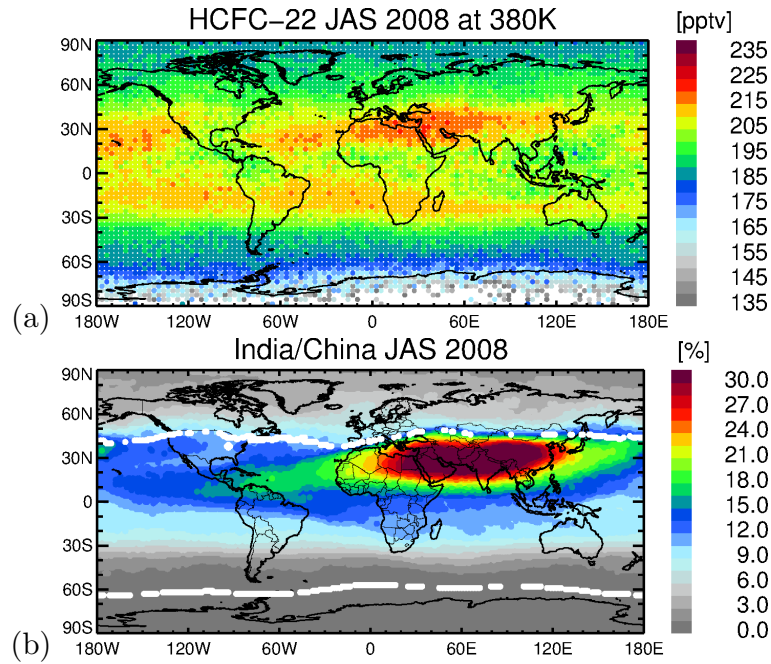 HCFC−22 JAS 2008 at 380K
[pptv]
90N
60N
30N
0
30S
60S
90S
235
225
215
205
195
185
175
165
155
145
135
(a)
180W
120W
60W
0
60E
120E
180E
India/China JAS 2008
[%]
90N
60N
30N
0
30S
60S
90S
30.0
27.0
24.0
21.0
18.0
15.0
12.0
9.0
6.0
3.0
0.0
(b)
180W
120W
60W
0
60E
120E
180E